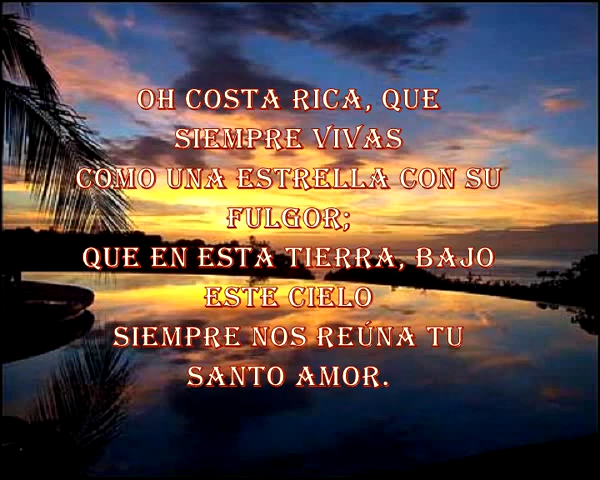 OH COSTA RICA, QUE
SIEMPRE VIVAS
COMO UNA ESTRELLA CON SU
FULGOR;
QUE EN ESTA TIERRA, BAJO
ESTE CIELO
SIEMPRE NOS REÚNA TU
SANTO AMOR.